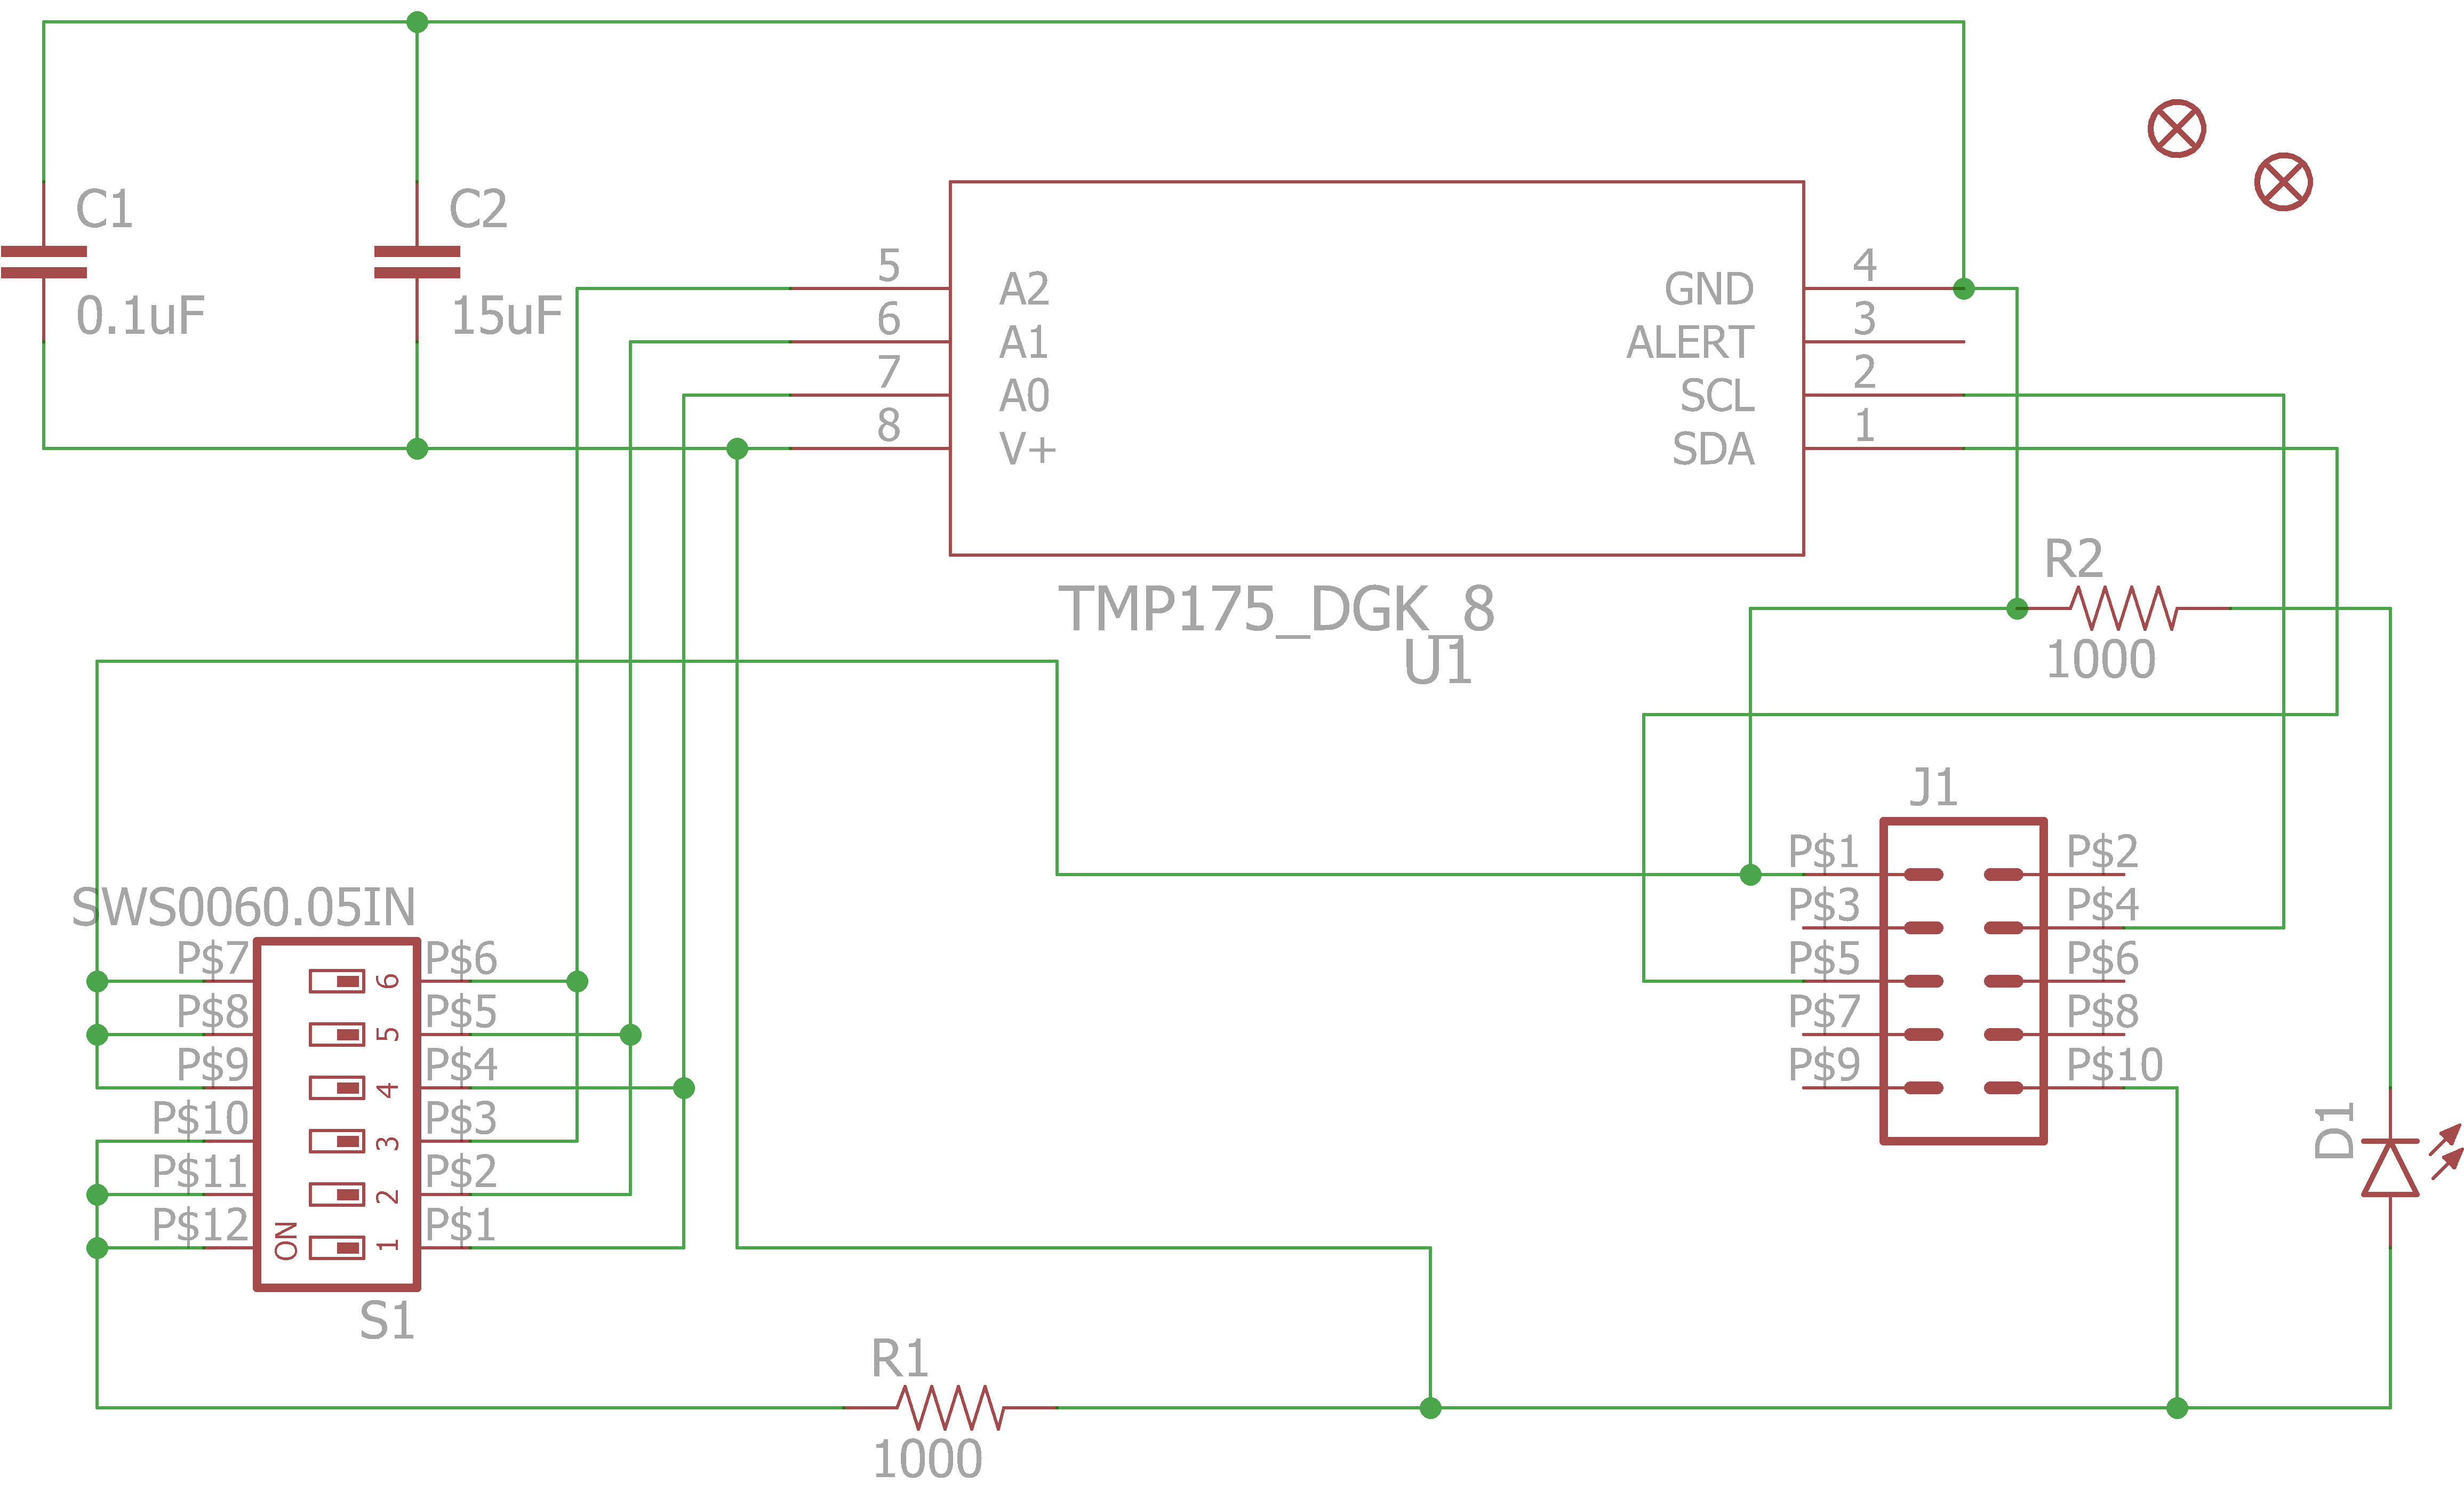 C1
0.1uF
C2
15uF
5
A2
6
A1
7
A0
8
V+
GND
4
ALERT
3
SCL
2
SDA
1
TMP175_DGK_8
U1
R2
1000
J1
P$1
P$2
P$3
P$4
P$5
P$6
P$7
P$8
P$9
P$10
D1
SWS0060.05IN
P$7
6
P$6
P$8
5
P$5
P$9
4
P$4
P$10
3
P$3
P$11
2
P$2
P$12
ON
1
P$1
S1
R1
1000